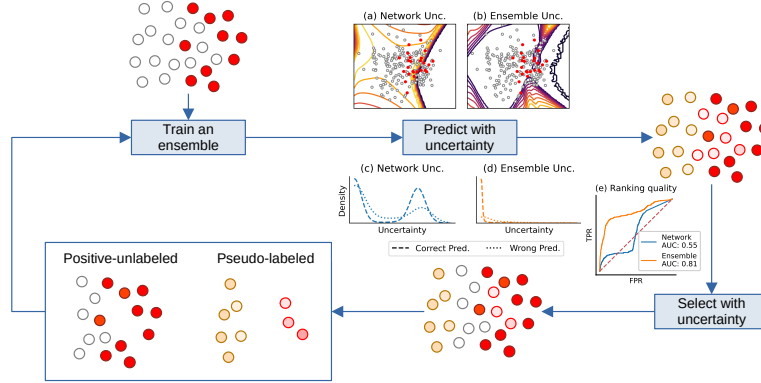 (a) Network Unc.
(b) Ensemble Unc.
Train an
ensemble
Predict with
uncertainty
(c) Network Unc.
(d) Ensemble Unc.
Density
Uncertainty
Uncertainty
Correct Pred.
Wrong Pred.
(e) Ranking quality
TPR
Network
AUC: 0.55
Ensemble
AUC: 0.81
FPR
Positive-unlabeled
Pseudo-labeled
Select with
uncertainty